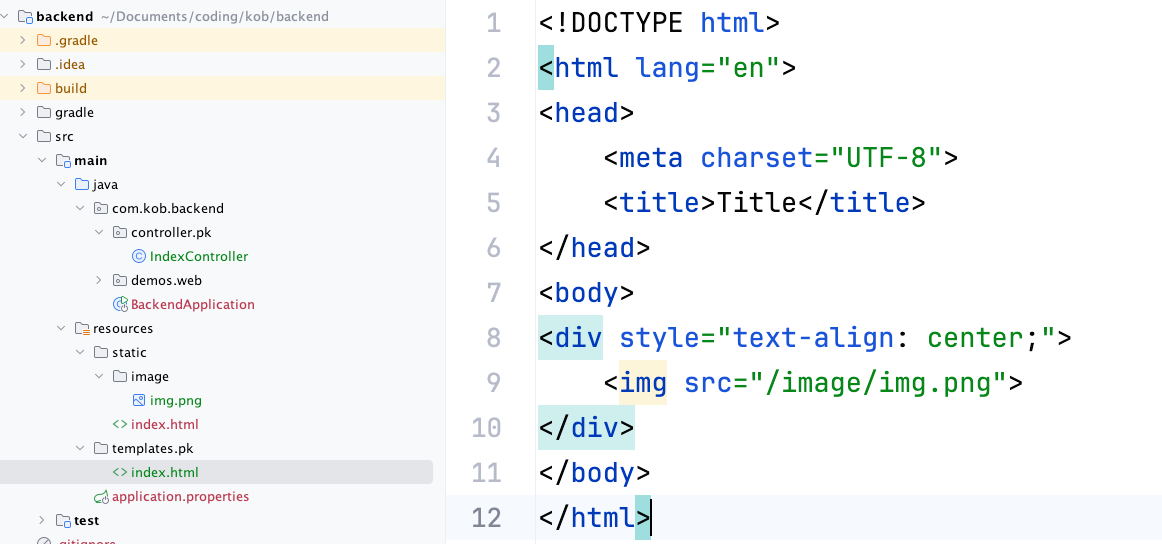 backend ~/Documents/coding/kob/backend
.gradle
.idea
build
gradle
src
main
java
com.kob.backend
controller.pk
IndexController
demos.web
BackendApplication
resources
static
image
img.png
index.html
templates.pk
index.html
application.properties
test
.gitignore
1 <!DOCTYPE html>
2 <html lang="en">
3 <head>
4     <meta charset="UTF-8">
5     <title>Title</title>
6 </head>
7 <body>
8 <div style="text-align: center;">
9     <img src="/image/img.png">
10 </div>
11 </body>
12 </html>